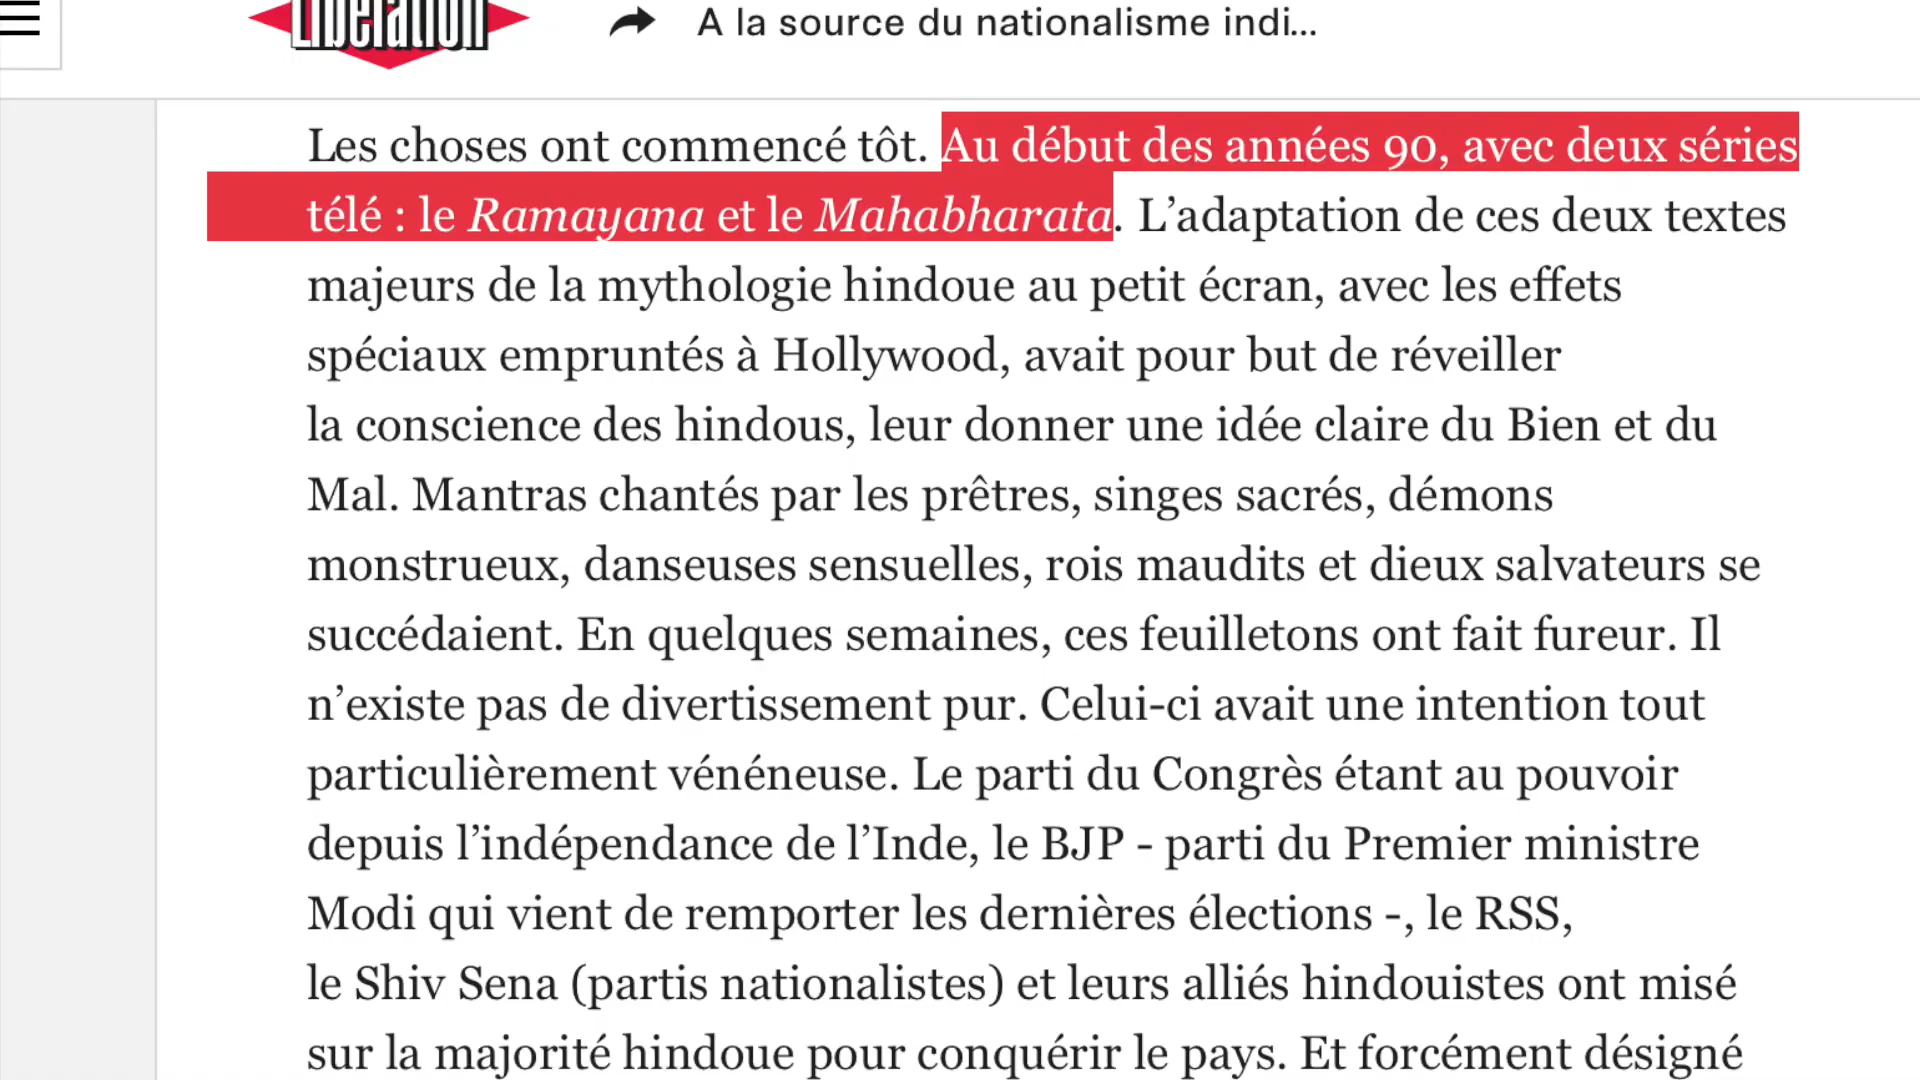 Libération
A la source du nationalisme indi...
Les choses ont commencé tôt. Au début des années 90, avec deux séries
télé : le Ramayana et le Mahabharata. L’adaptation de ces deux textes
majeurs de la mythologie hindoue au petit écran, avec les effets
spéciaux empruntés à Hollywood, avait pour but de réveiller
la conscience des hindous, leur donner une idée claire du Bien et du
Mal. Mantras chantés par les prêtres, singes sacrés, démons
monstrueux, danseuses sensuelles, rois maudits et dieux salvateurs se
succédaient. En quelques semaines, ces feuilletons ont fait fureur. Il
n’existe pas de divertissement pur. Celui-ci avait une intention tout
particulièrement vénéneuse. Le parti du Congrès étant au pouvoir
depuis l’indépendance de l’Inde, le BJP - parti du Premier ministre
Modi qui vient de remporter les dernières élections -, le RSS,
le Shiv Sena (partis nationalistes) et leurs alliés hindouistes ont misé
sur la majorité hindoue pour conquérir le pays. Et forcément désigné